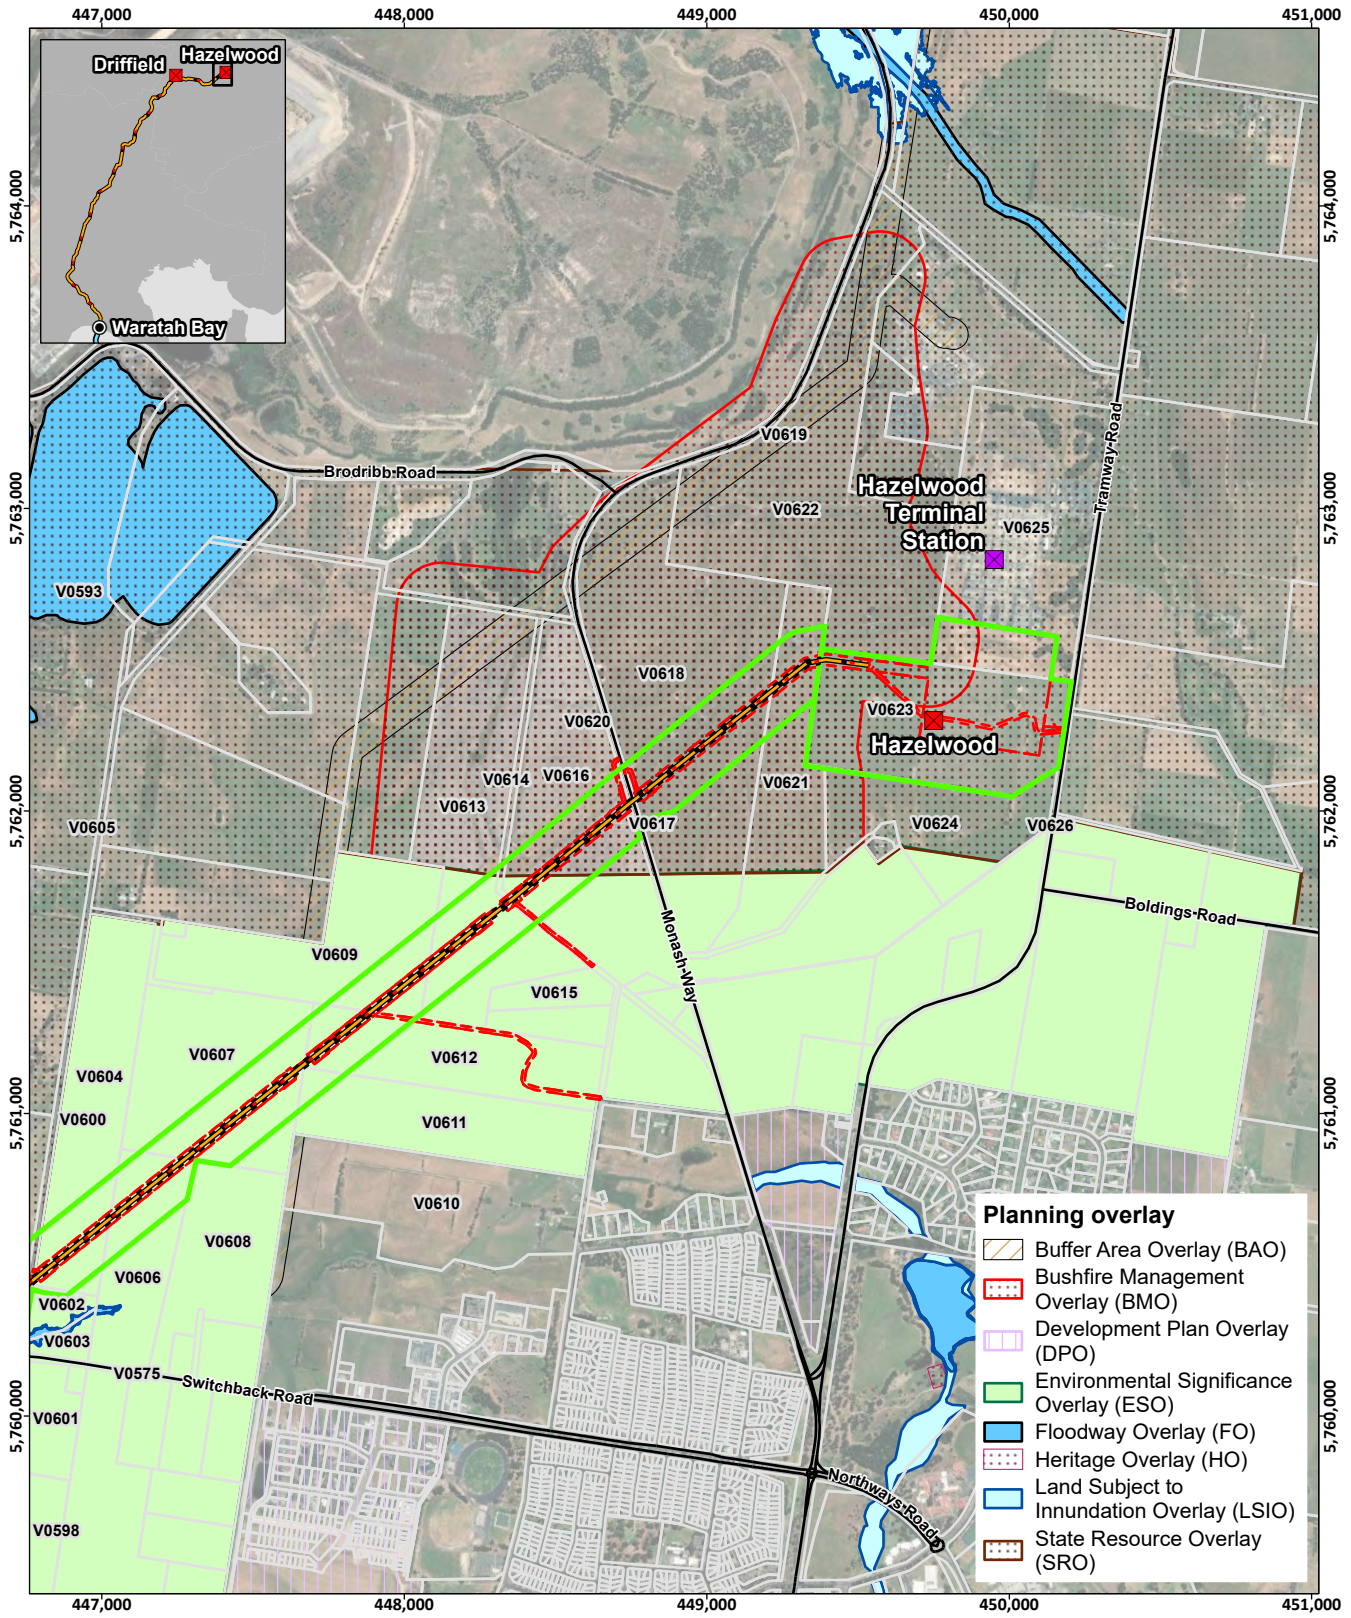 447,000
448,000
449,000
450,000
451,000
Driffield
Hazelwood
Waratah Bay
5,764,000
5,764,000
V0619
Brodribb Road
Tramway Road
Hazelwood
Terminal
Station
V0622
V0625
5,763,000
5,763,000
V0593
V0618
V0620
V0623
Hazelwood
V0616
V0614
V0621
V0613
V0617
V0624
V0626
V0605
5,762,000
5,762,000
Boldings Road
Monash Way
V0609
V0615
V0607
V0612
V0604
V0600
V0611
5,761,000
5,761,000
V0610
V0608
V0606
V0602
V0603
V0575
Switchback Road
V0601
5,760,000
5,760,000
Northways Road
V0598
Planning overlay
Buffer Area Overlay (BAO)
Bushfire Management
Overlay (BMO)
Development Plan Overlay
(DPO)
Environmental Significance
Overlay (ESO)
Floodway Overlay (FO)
Heritage Overlay (HO)
Land Subject to
Innundation Overlay (LSIO)
State Resource Overlay
(SRO)
447,000
448,000
449,000
450,000
451,000